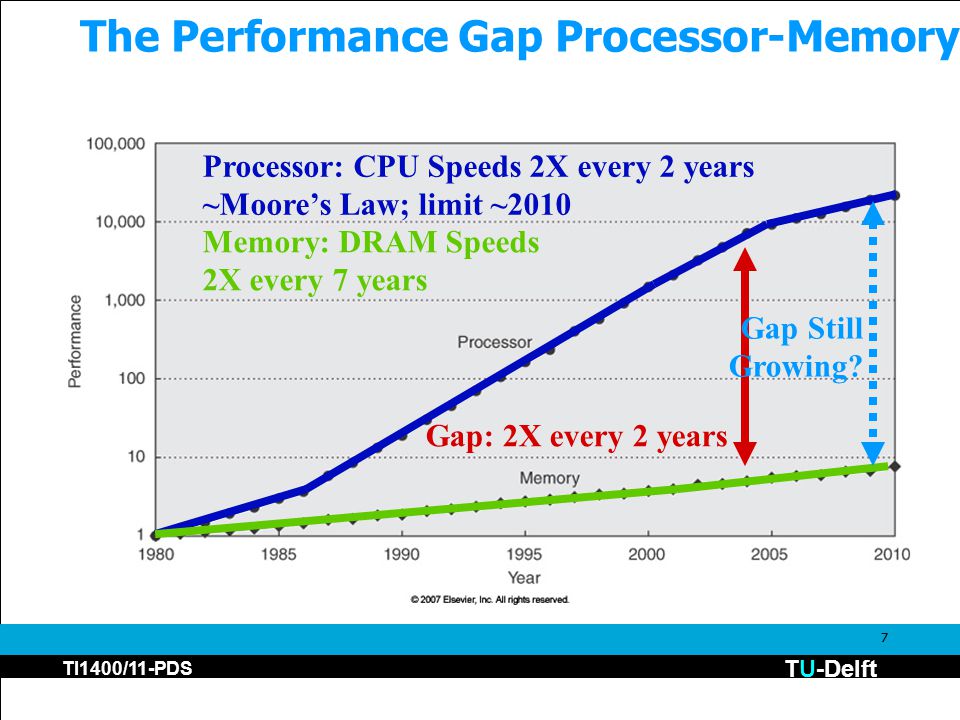 The Performance Gap Processor-Memory
100,000
10,000
1,000
100
10
1
Performance
Processor: CPU Speeds 2X every 2 years
~Moore’s Law; limit ~2010
Memory: DRAM Speeds
2X every 7 years
Processor
Gap Still
Growing?
Gap: 2X every 2 years
Memory
1980 1985 1990 1995 2000 2005 2010
Year
© 2007 Elsevier, Inc. All rights reserved.
7
TI1400/11-PDS
TU-Delft